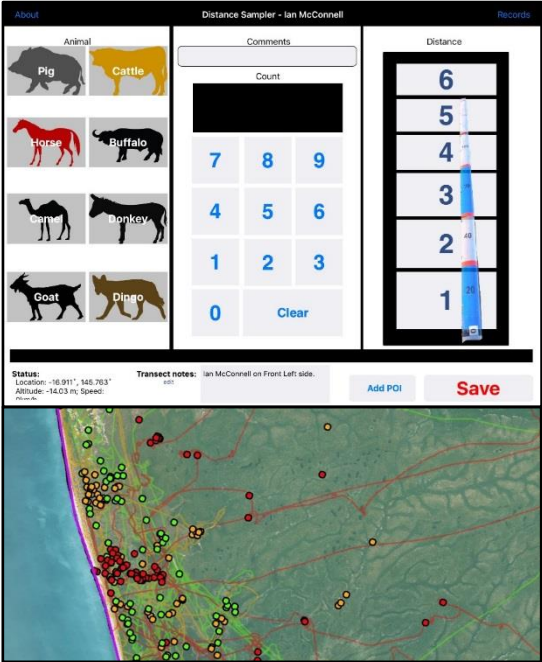 About Distance Sampler - Ian McConnell Records
Animal
Pig Cattle
Horse Buffalo
Camel Donkey
Goat Dingo
Comments
Count
7 8 9
4 5 6
1 2 3
0 Clear
Distance
6
5
4
3
2 40
1 20
0
Status:
Location: -16.911°, 145.763°
Altitude: -14.03 m; Speed:
Transect notes:
edit
Ian McConnell on Front Left side.
Add POI
Save